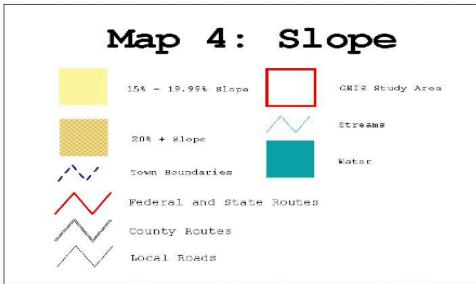 Map 4: Slope
15% - 19.99% Slope
20% + Slope
Town Boundaries
Federal and State Routes
County Routes
Local Roads
GEIS Study Area
Streams
Water